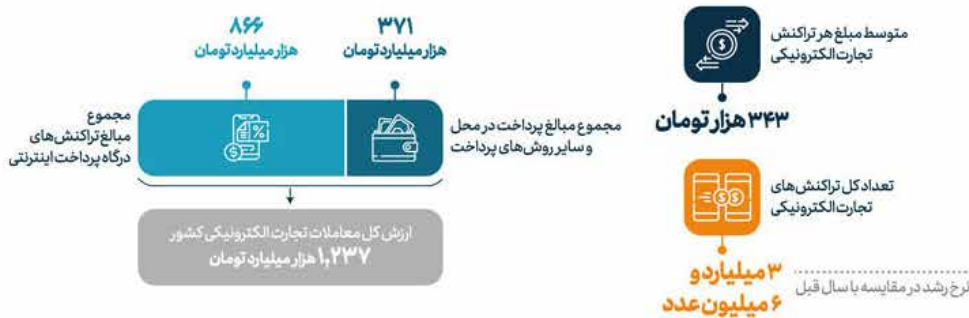 متوسط مبلغ هر تراکنش
تجارت الکترونیکی
۳۴۳ هزار تومان
تعداد کل تراکنش‌های
تجارت الکترونیکی
۳ میلیارد و
۶ میلیون عدد
نرخ رشد در مقایسه با سال قبل
۳۷۱
هزار میلیارد تومان
۸۶۶
هزار میلیارد تومان
مجموع مبالغ پرداخت در محل
و سایر روش‌های پرداخت
مجموع
مبالغ تراکنش‌های
درگاه پرداخت اینترنتی
ارزش کل معاملات تجارت الکترونیکی کشور
۱,۲۳۷ هزار میلیارد تومان